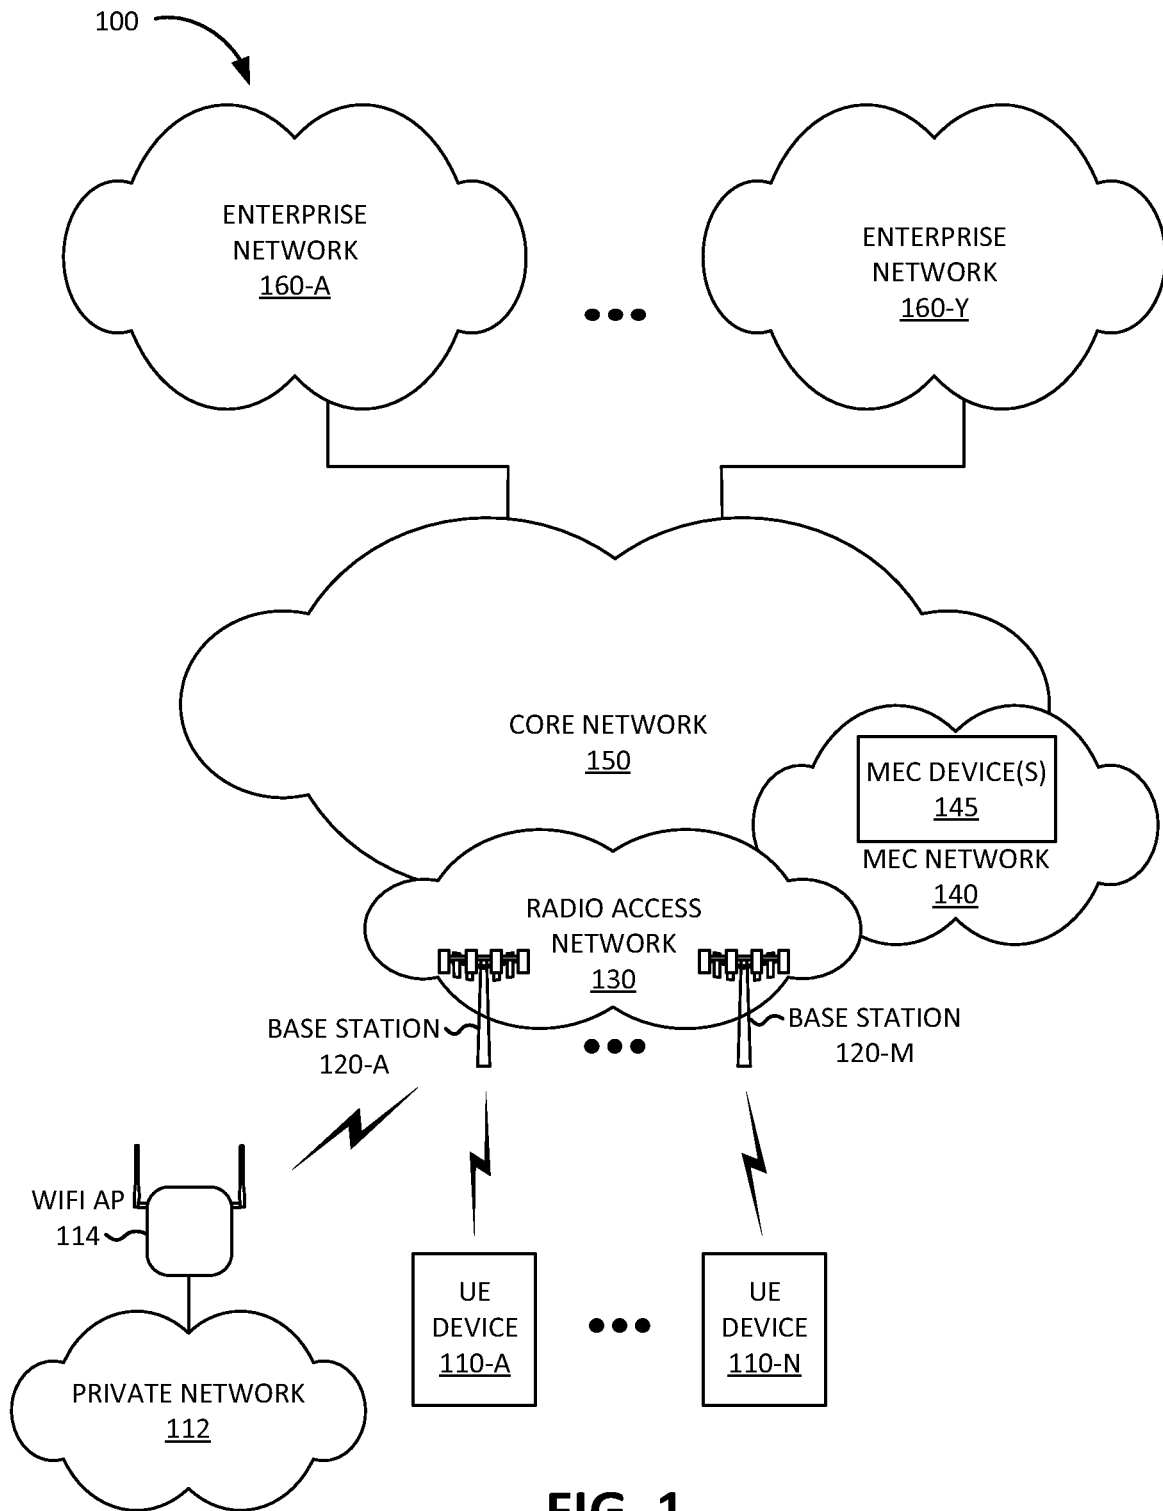 100
ENTERPRISE
NETWORK
160-A
ENTERPRISE
NETWORK
160-Y
CORE NETWORK
150
MEC DEVICE(S)
145
MEC NETWORK
140
RADIO ACCESS
NETWORK
130
BASE STATION
120-A
BASE STATION
120-M
WIFI AP
114
UE
DEVICE
110-A
UE
DEVICE
110-N
PRIVATE NETWORK
112
FIG. 1